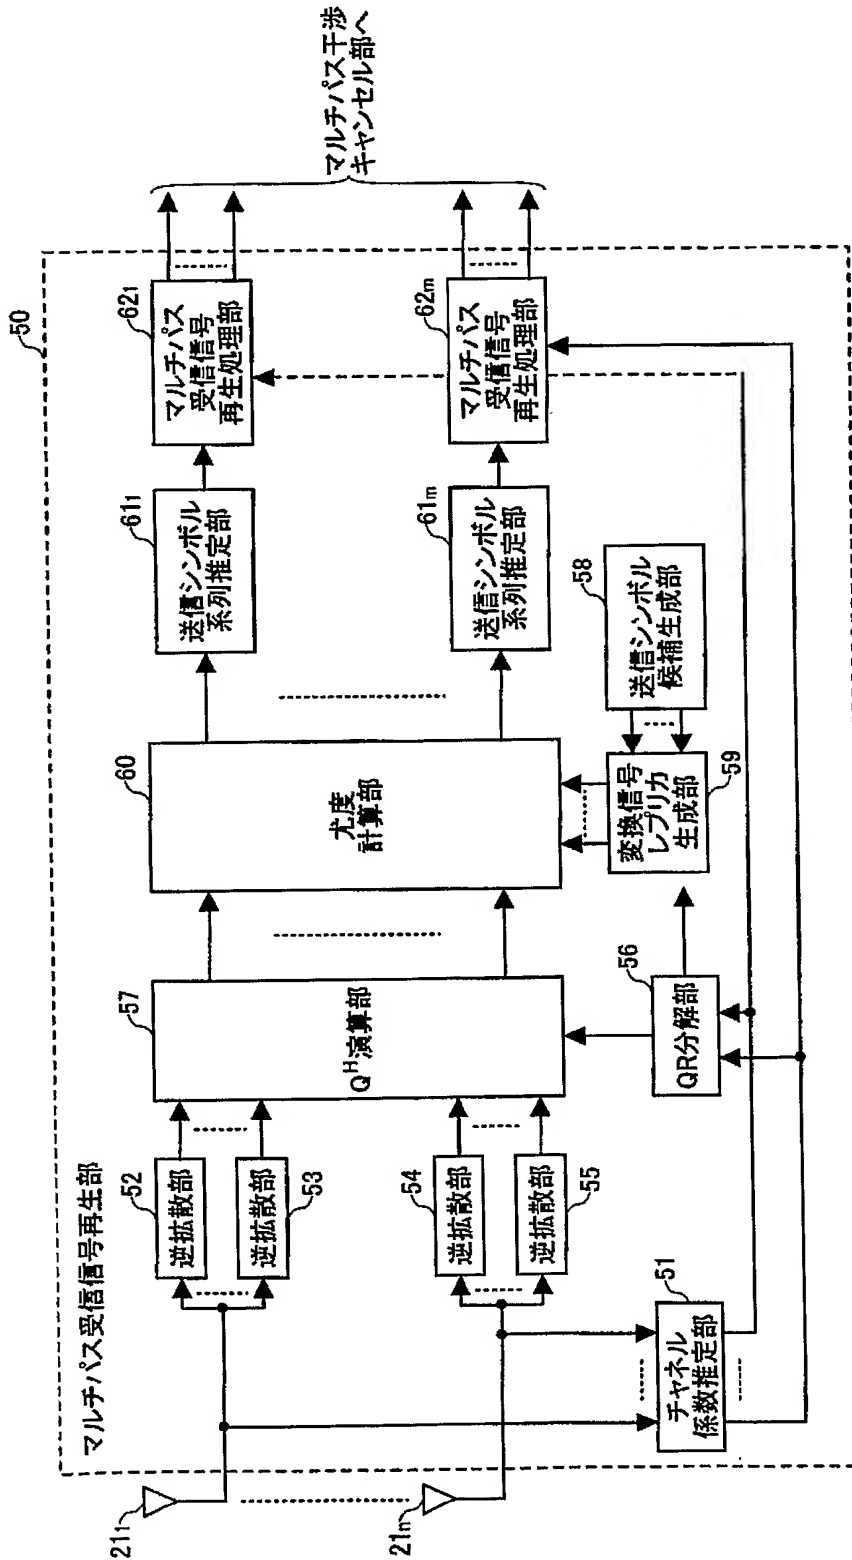 50
マルチパス受信信号再生部
21₁
21ₙ
52
逆拡散部
53
逆拡散部
54
逆拡散部
55
逆拡散部
51
チャネル
係数推定部
57
Qᴴ演算部
56
QR分解部
60
尤度
計算部
59
変換信号
レプリカ
生成部
58
送信シンボル
候補生成部
61₁
送信シンボル
系列推定部
61ₘ
送信シンボル
系列推定部
62₁
マルチパス
受信信号
再生処理部
62ₘ
マルチパス
受信信号
再生処理部
マルチパス干渉
キャンセル部へ